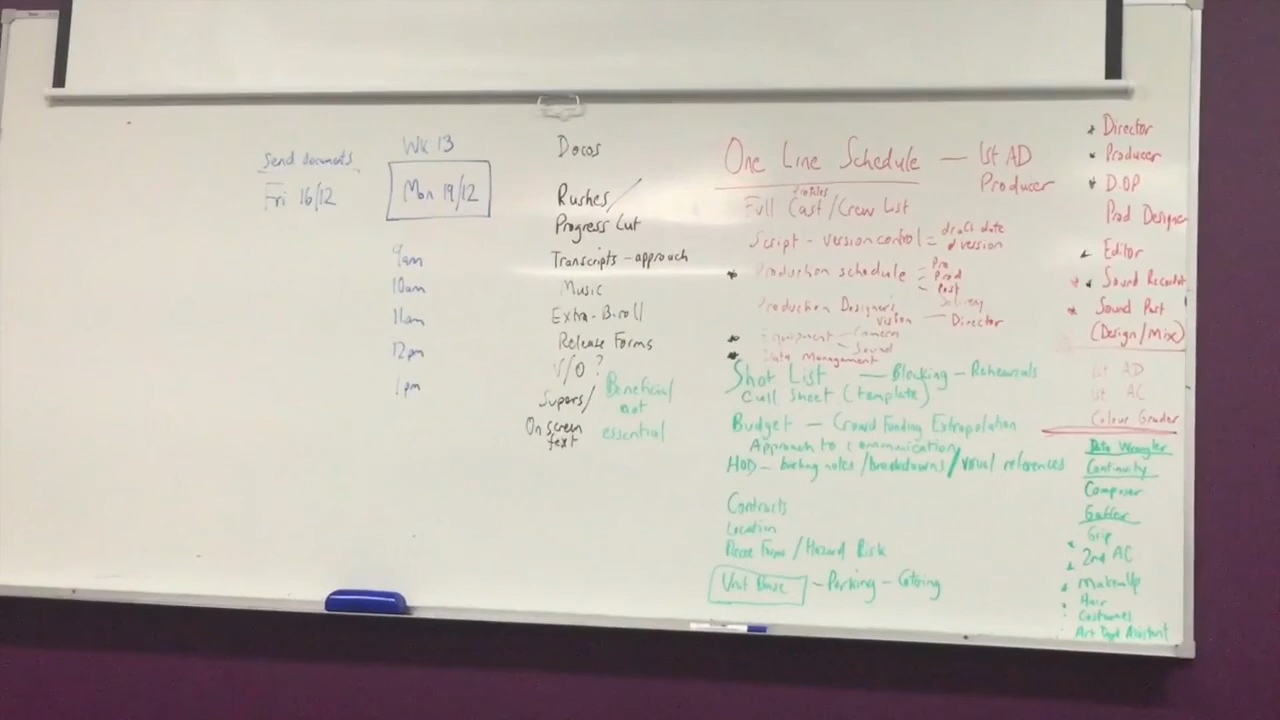 Send documents
Fri 16/12
WK 13
Mon 19/12
9am
10am
11am
12pm
1pm
Docos
Rushes/
Progress Cut
Transcripts - approach
Music
Extra - B-roll
Release Forms
V/O ?
Supers/
On screen
text
Beneficial
not
essential
One Line Schedule — 1st AD
Producer
profiles
Full Cast/Crew List
Script - version control = draft date
& version
* Production schedule - Pre
- Prod
- Post
Delivery
Production Designer's
vision — Director
* Equipment - Cameras
- Sound
* Data Management
Shot List — Blocking - Rehearsals
Call Sheet (template)
Budget - Crowd Funding Extrapolation
Approach to communication
HOD - briefing notes/breakdowns/visual references
Contracts
Location
Release Forms/Hazard Risk
Unit Base - Parking - Catering
* Director
* Producer
* D.OP
Prod Designer
* Editor
* * Sound Recordist
* Sound Post
(Design/Mix)
1st AD
1st AC
Colour Grader
Data Wrangler
Continuity
Composer
Gaffer
Grip
2nd AC
MakeUp
Hair
Costumes
Art Dept Assistant